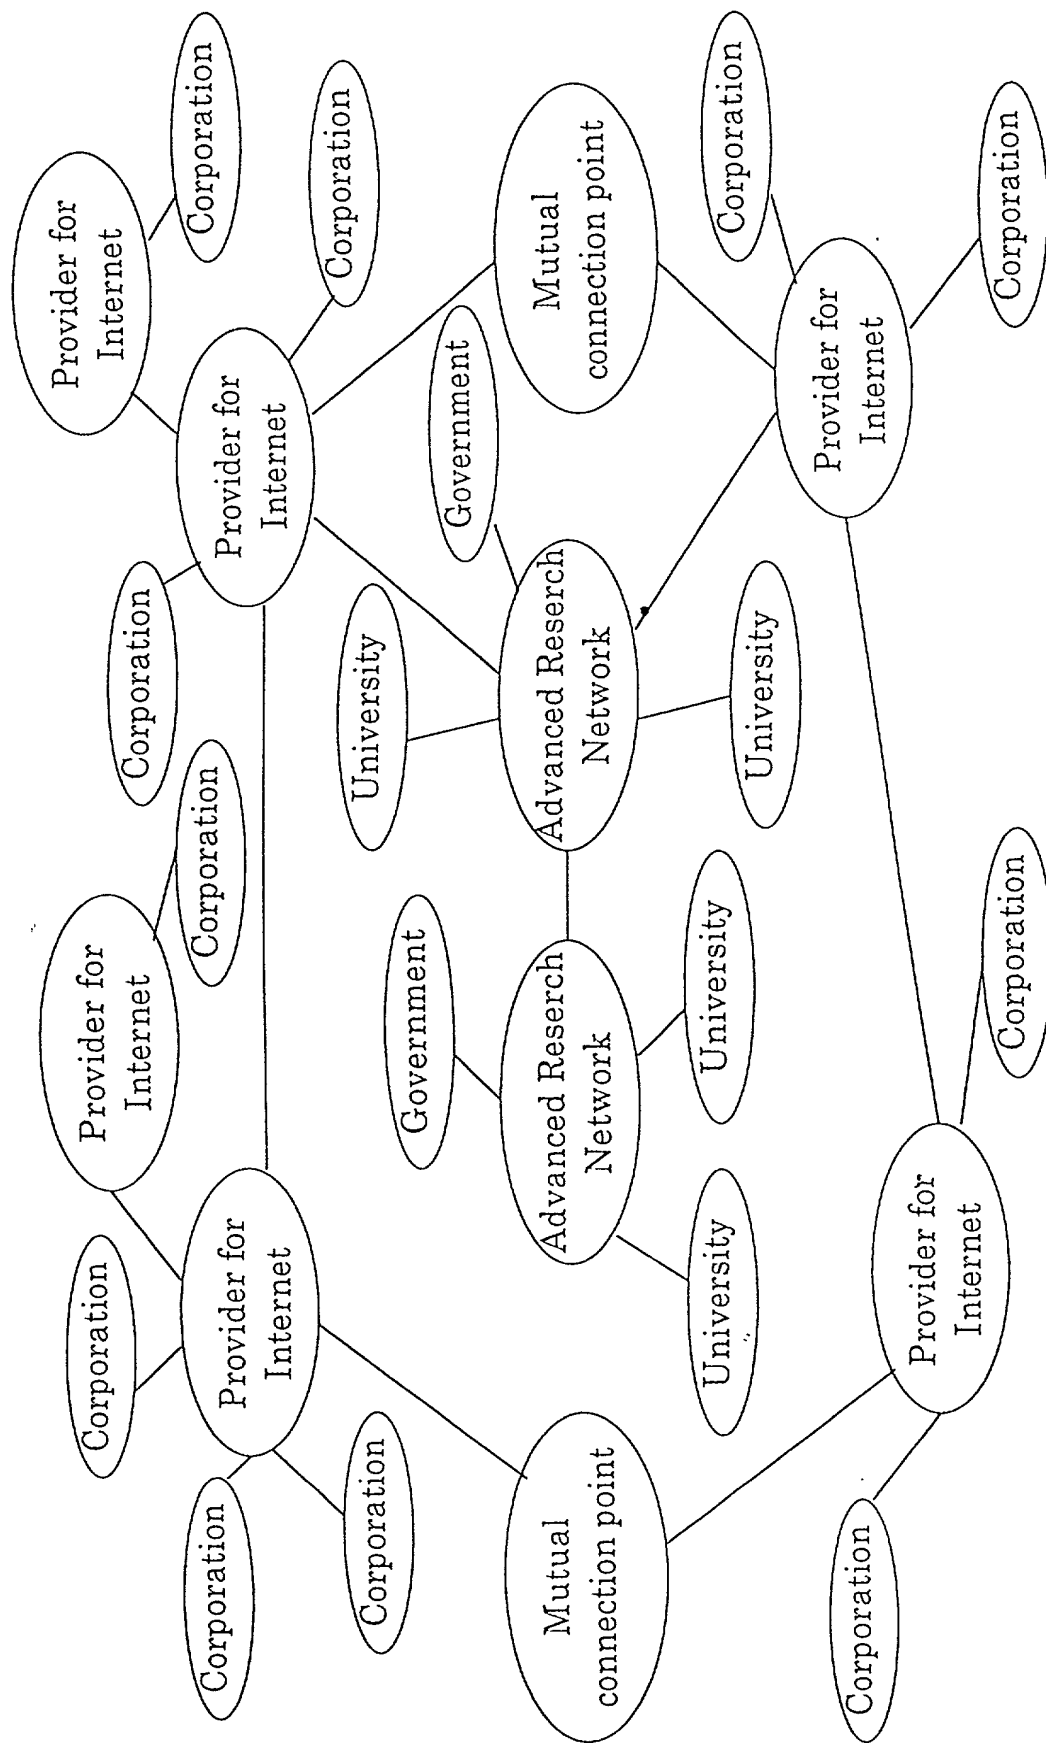 Corporation
Provider for
Internet
Corporation
Provider for
Internet
Corporation
Corporation
Provider for
Internet
Provider for
Internet
Corporation
Corporation
Corporation
Corporation
Government
University
Government
Mutual
connection point
Advanced Reserch
Network
Advanced Reserch
Network
Mutual
connection point
University
University
University
Corporation
Corporation
Provider for
Internet
Provider for
Internet
Corporation
Corporation